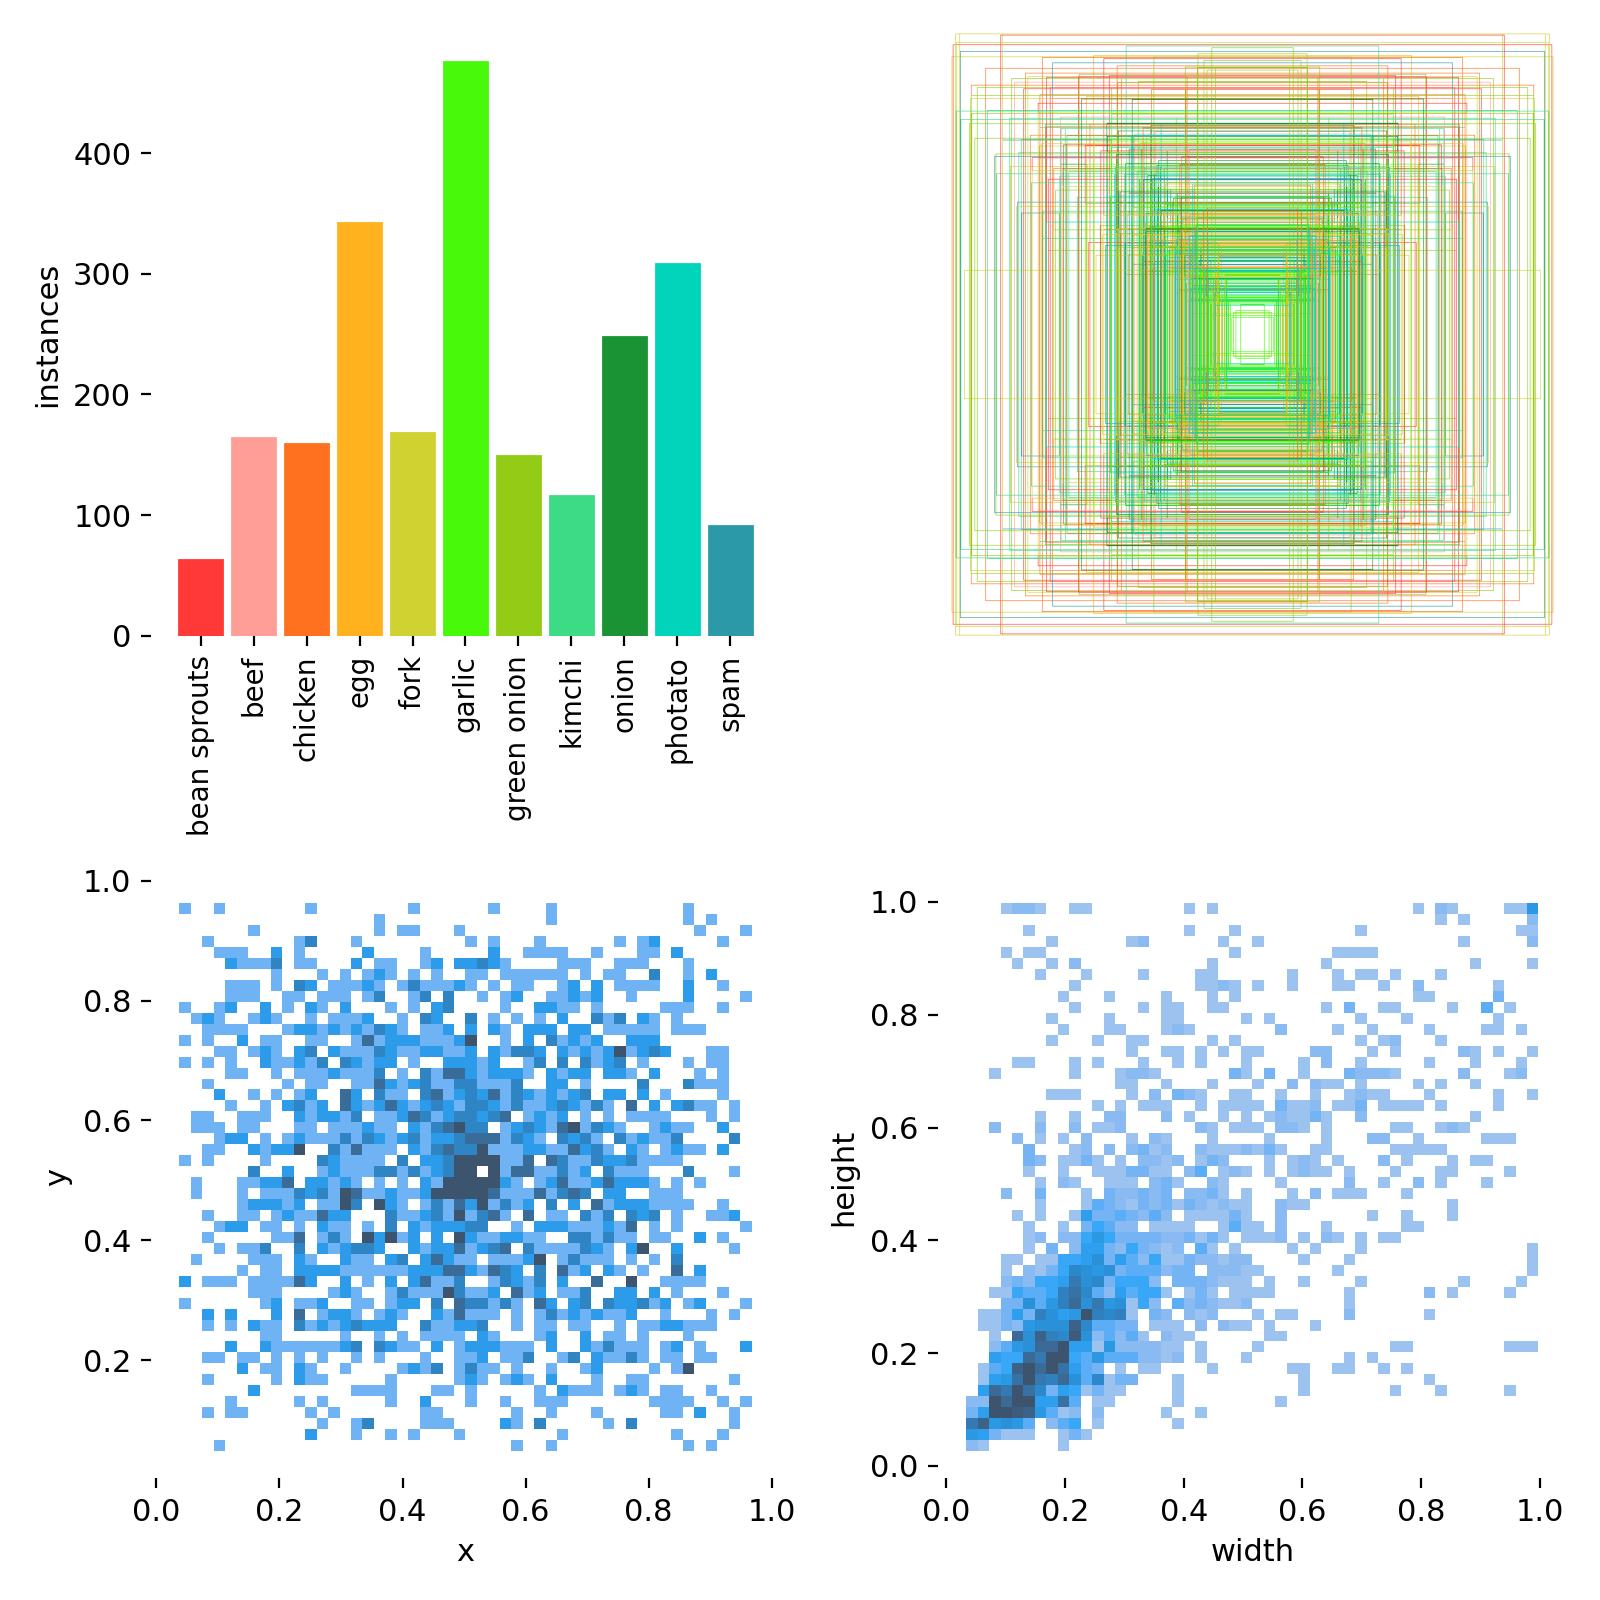 instances
400
300
200
100
0
bean sprouts
beef
chicken
egg
fork
garlic
green onion
kimchi
onion
photato
spam
y
1.0
0.8
0.6
0.4
0.2
0.0 0.2 0.4 0.6 0.8 1.0
x
height
1.0
0.8
0.6
0.4
0.2
0.0
0.0 0.2 0.4 0.6 0.8 1.0
width